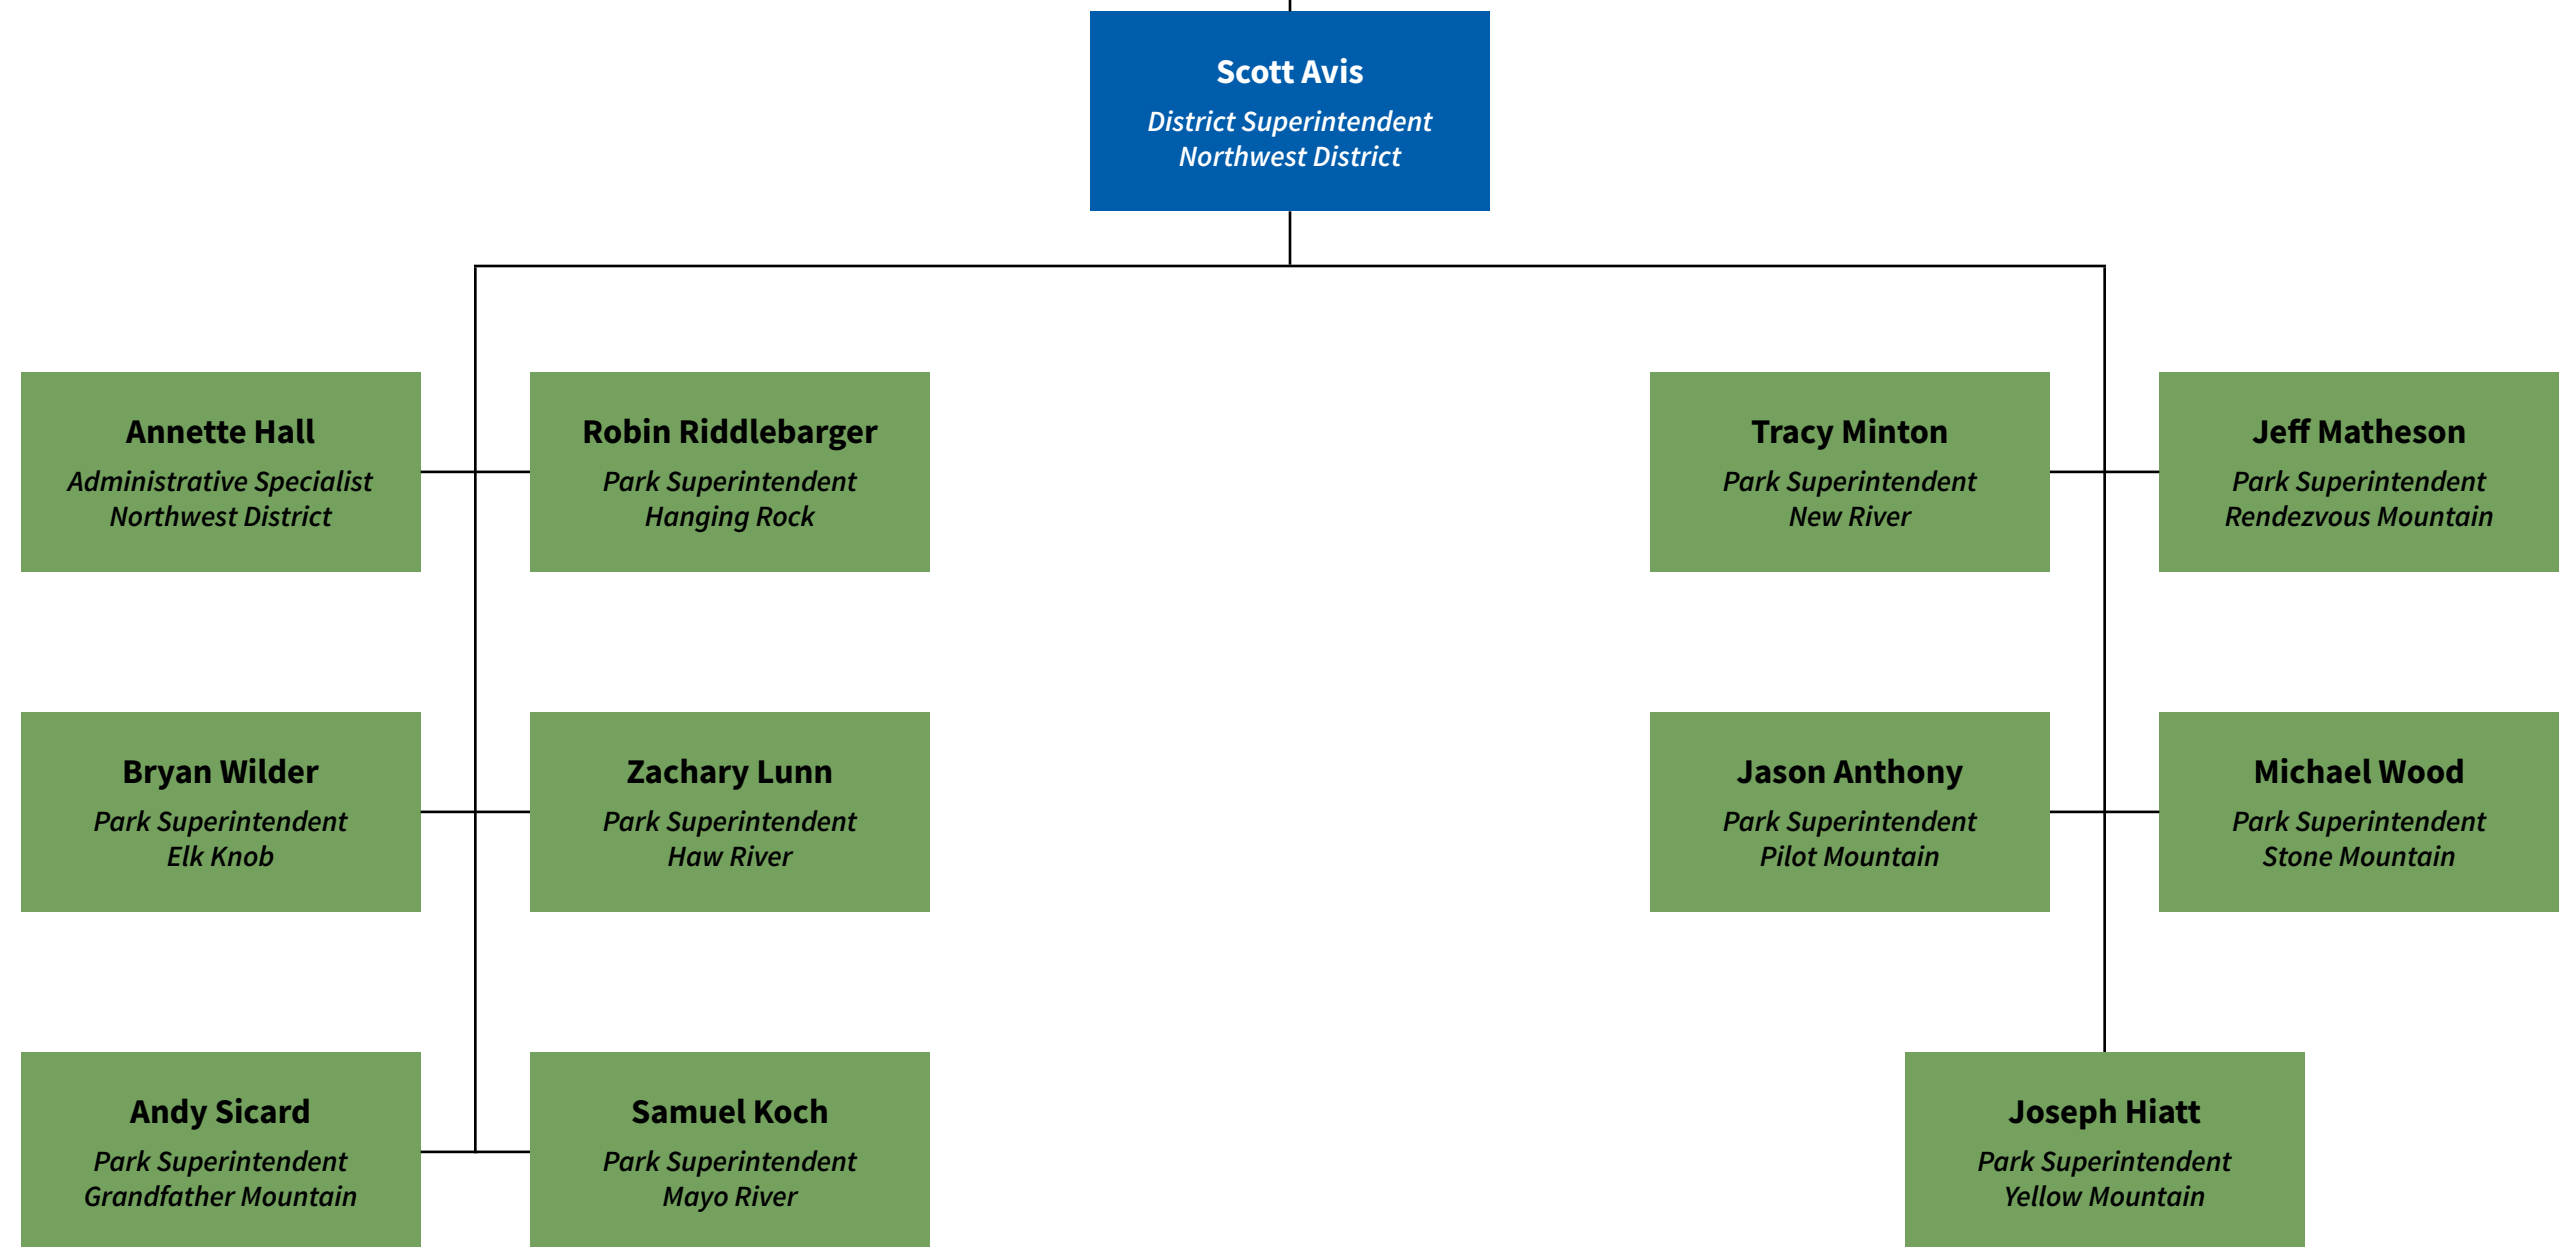 Scott Avis
District Superintendent
Northwest District
Annette Hall
Administrative Specialist
Northwest District
Robin Riddlebarger
Park Superintendent
Hanging Rock
Tracy Minton
Park Superintendent
New River
Jeff Matheson
Park Superintendent
Rendezvous Mountain
Bryan Wilder
Park Superintendent
Elk Knob
Zachary Lunn
Park Superintendent
Haw River
Jason Anthony
Park Superintendent
Pilot Mountain
Michael Wood
Park Superintendent
Stone Mountain
Andy Sicard
Park Superintendent
Grandfather Mountain
Samuel Koch
Park Superintendent
Mayo River
Joseph Hiatt
Park Superintendent
Yellow Mountain